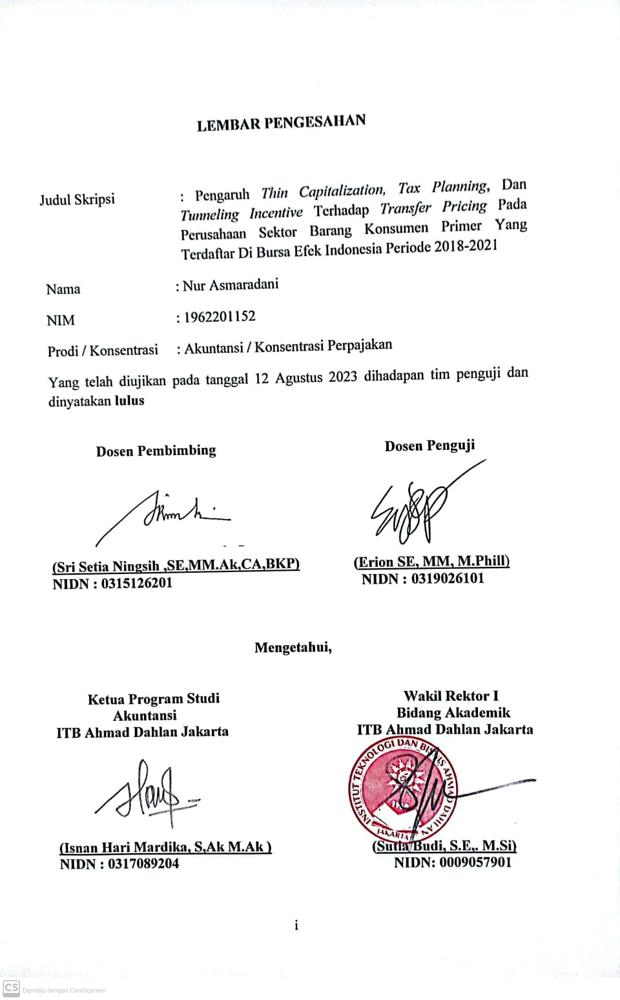 LEMBAR PENGESAHAN
Judul Skripsi : Pengaruh Thin Capitalization, Tax Planning, Dan
Tunneling Incentive Terhadap Transfer Pricing Pada
Perusahaan Sektor Barang Konsumen Primer Yang
Terdaftar Di Bursa Efek Indonesia Periode 2018-2021
Nama : Nur Asmaradani
NIM : 1962201152
Prodi / Konsentrasi : Akuntansi / Konsentrasi Perpajakan
Yang telah diujikan pada tanggal 12 Agustus 2023 dihadapan tim penguji dan
dinyatakan lulus
Dosen Pembimbing
(Sri Setia Ningsih ,SE,MM.Ak,CA,BKP)
NIDN : 0315126201
Dosen Penguji
(Erion SE, MM, M.Phill)
NIDN : 0319026101
Mengetahui,
Ketua Program Studi
Akuntansi
ITB Ahmad Dahlan Jakarta
(Isnan Hari Mardika, S,Ak M.Ak )
NIDN : 0317089204
Wakil Rektor I
Bidang Akademik
ITB Ahmad Dahlan Jakarta
INSTITUT TEKNOLOGI DAN BISNIS AHMAD DAHLAN
JAKARTA
(Sutia Budi, S.E,. M.Si)
NIDN: 0009057901
i
CS Dipindai dengan CamScanner